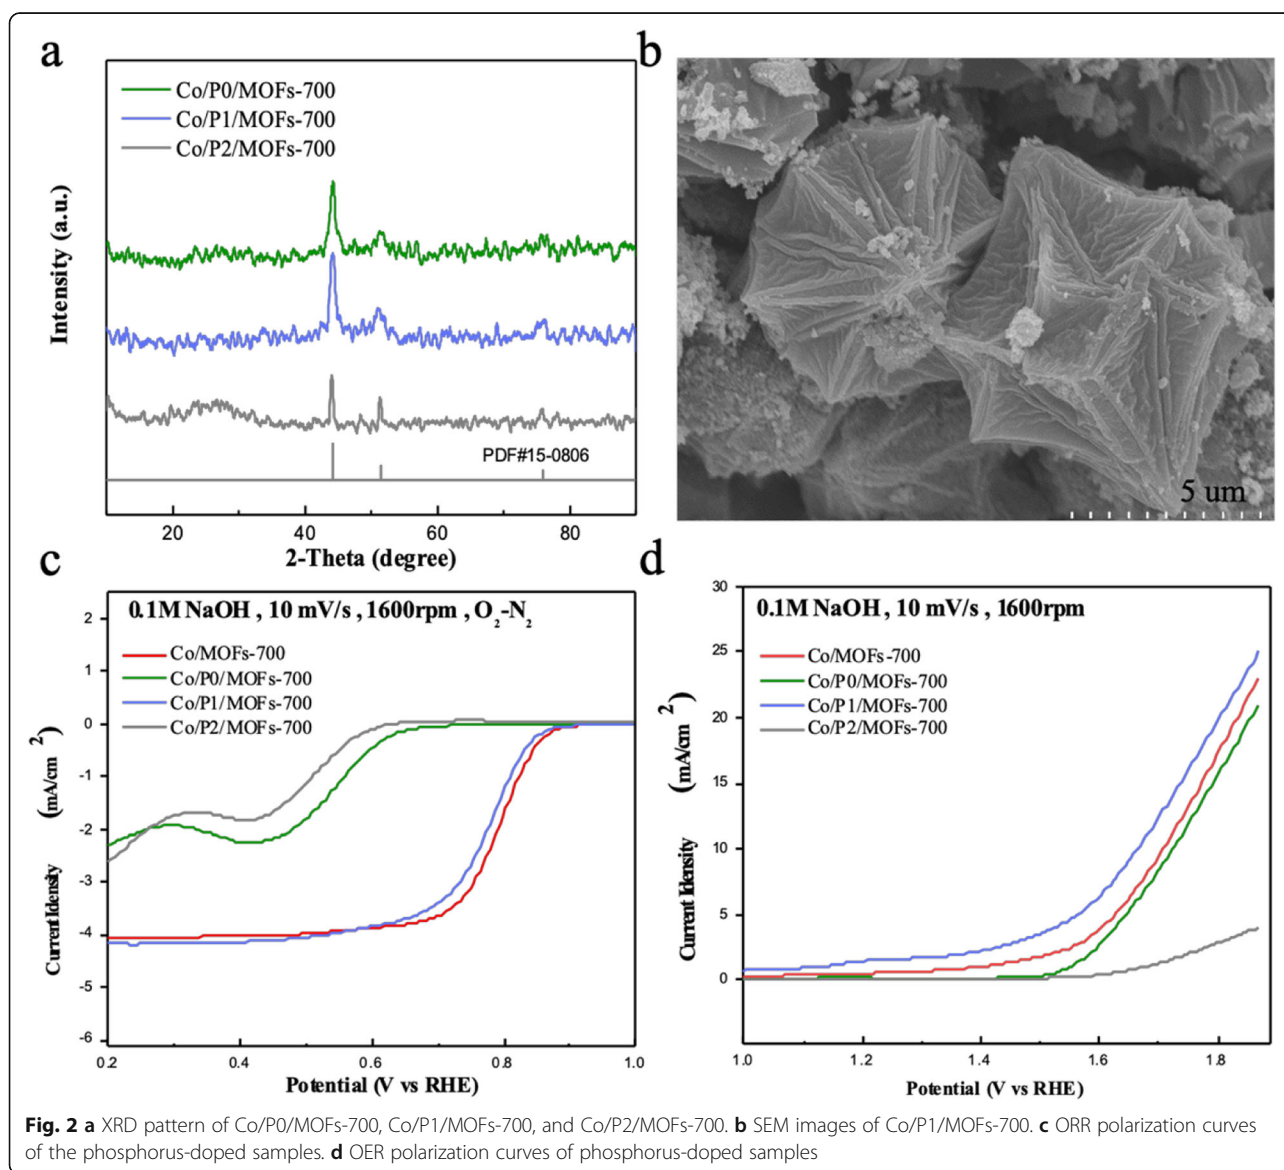 a
Co/P0/MOFs-700
Co/P1/MOFs-700
Co/P2/MOFs-700
Intensity (a.u.)
PDF#15-0806
20 40 60 80
2-Theta (degree)
b
5 um
c
0.1M NaOH , 10 mV/s , 1600rpm , O2-N2
Co/MOFs-700
Co/P0/MOFs-700
Co/P1/MOFs-700
Co/P2/MOFs-700
2
1
0
-1
-2
-3
-4
-5
-6
Current Idensity (mA/cm 2)
0.2 0.4 0.6 0.8 1.0
Potential (V vs RHE)
d
0.1M NaOH , 10 mV/s , 1600rpm
Co/MOFs-700
Co/P0/MOFs-700
Co/P1/MOFs-700
Co/P2/MOFs-700
30
25
20
15
10
5
0
Current Idensity (mA/cm 2)
1.0 1.2 1.4 1.6 1.8
Potential (V vs RHE)
Fig. 2 a XRD pattern of Co/P0/MOFs-700, Co/P1/MOFs-700, and Co/P2/MOFs-700. b SEM images of Co/P1/MOFs-700. c ORR polarization curves
of the phosphorus-doped samples. d OER polarization curves of phosphorus-doped samples